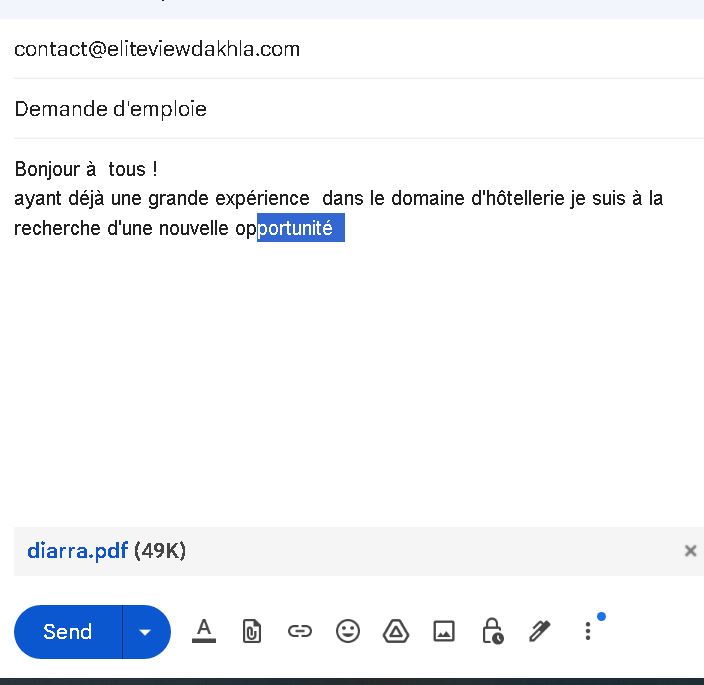 contact@eliteviewdakhla.com
Demande d'emploie
Bonjour à  tous !
ayant déjà une grande expérience  dans le domaine d'hôtellerie je suis à la
recherche d'une nouvelle opportunité
diarra.pdf (49K)
Send